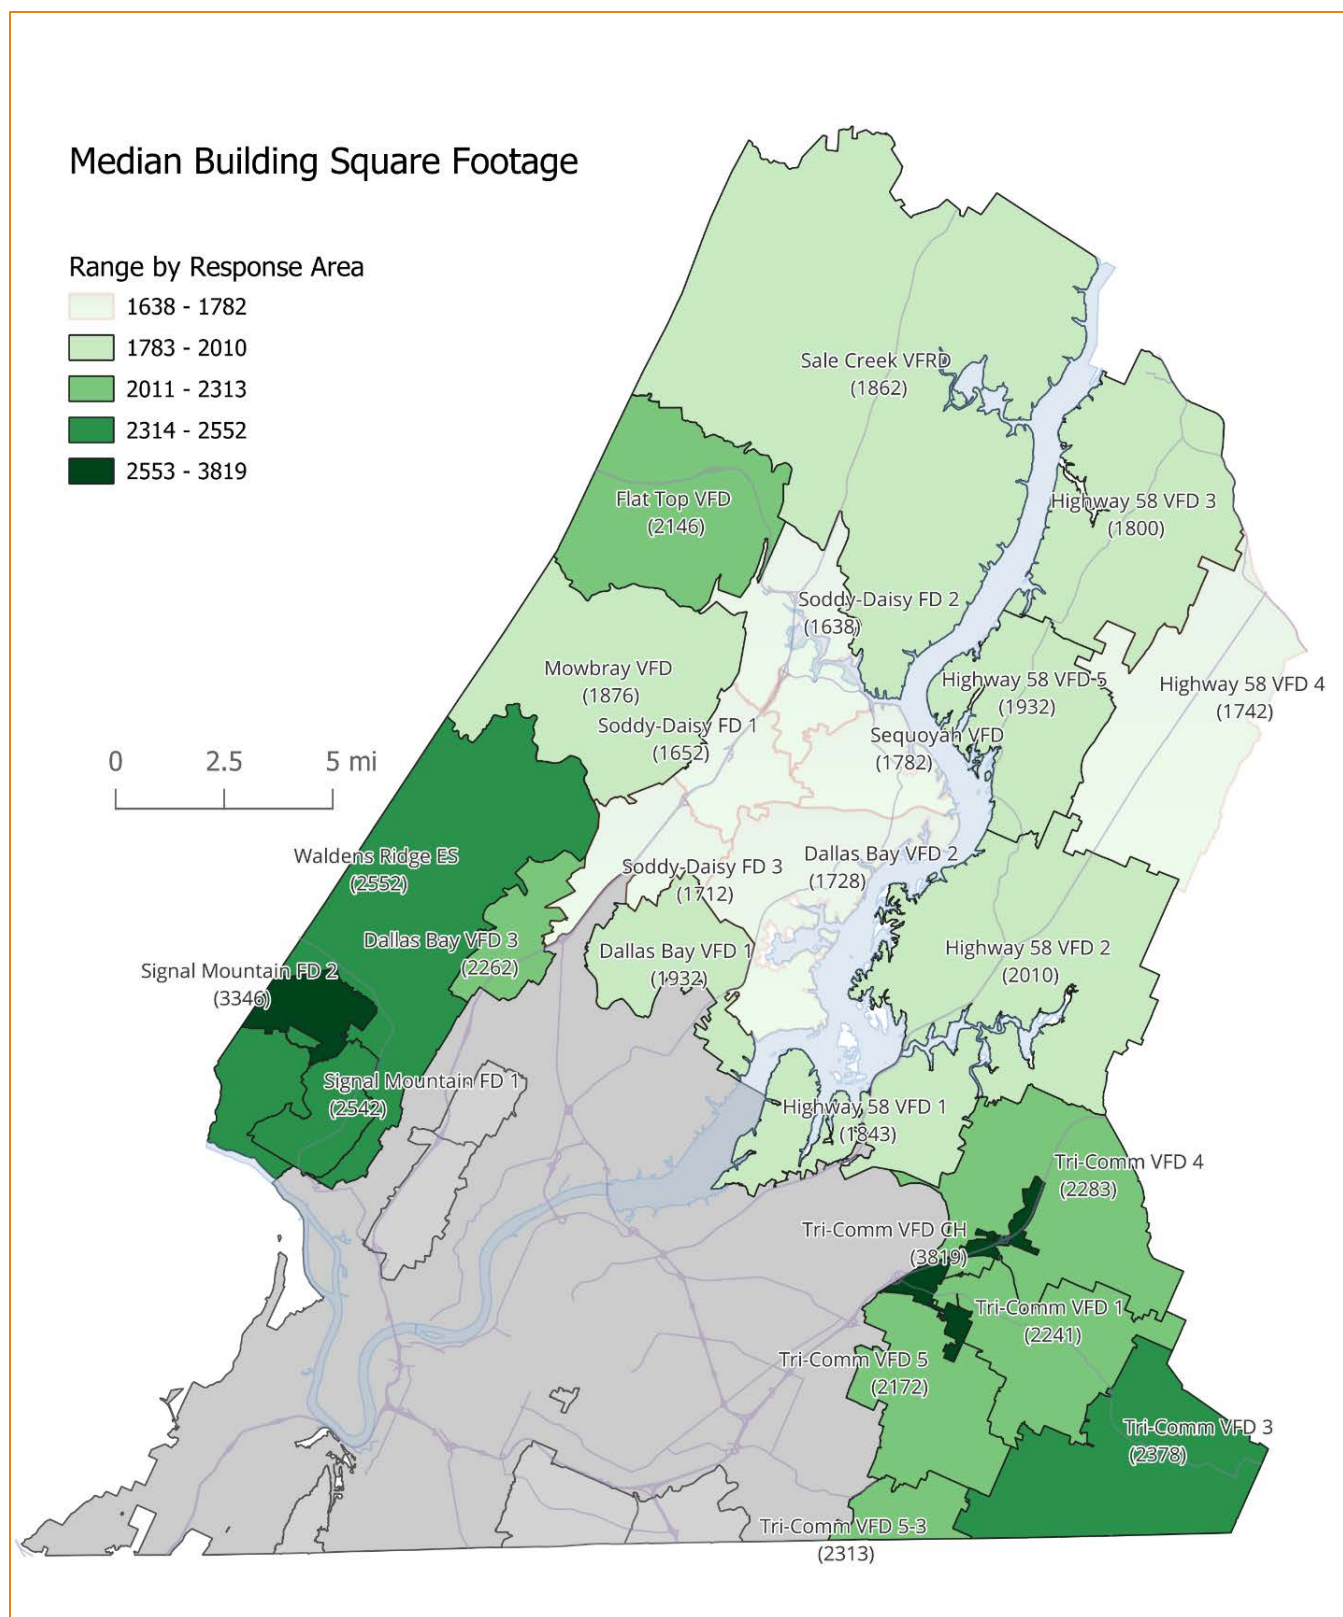 Median Building Square Footage
Range by Response Area
1638 - 1782
1783 - 2010
2011 - 2313
2314 - 2552
2553 - 3819
0 2.5 5 mi
Sale Creek VFRD
(1862)
Flat Top VFD
(2146)
Highway 58 VFD 3
(1800)
Soddy-Daisy FD 2
(1638)
Mowbray VFD
(1876)
Highway 58 VFD 5
(1932)
Highway 58 VFD 4
(1742)
Soddy-Daisy FD 1
(1652)
Sequoyah VFD
(1782)
Waldens Ridge ES
(2552)
Soddy-Daisy FD 3
(1712)
Dallas Bay VFD 2
(1728)
Dallas Bay VFD 3
(2262)
Dallas Bay VFD 1
(1932)
Highway 58 VFD 2
(2010)
Signal Mountain FD 2
(3346)
Signal Mountain FD 1
(2542)
Highway 58 VFD 1
(1843)
Tri-Comm VFD 4
(2283)
Tri-Comm VFD CH
(3819)
Tri-Comm VFD 1
(2241)
Tri-Comm VFD 5
(2172)
Tri-Comm VFD 3
(2378)
Tri-Comm VFD 5-3
(2313)